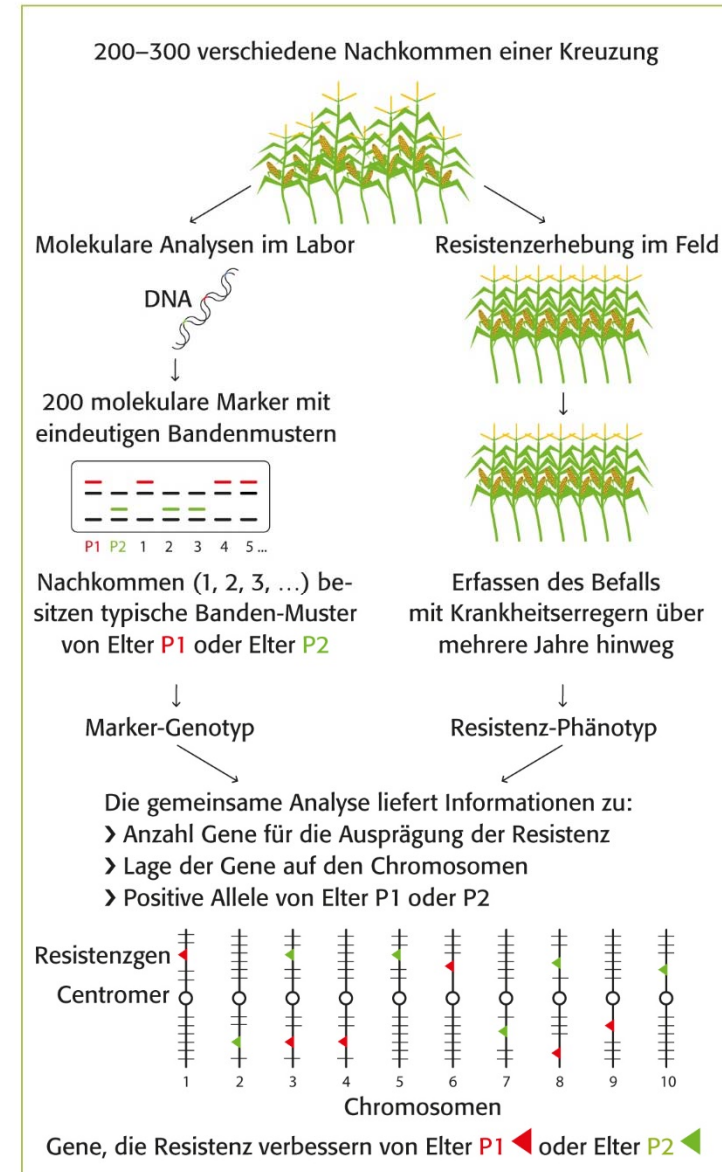 200–300 verschiedene Nachkommen einer Kreuzung
Molekulare Analysen im Labor
DNA
200 molekulare Marker mit
eindeutigen Bandenmustern
P1 P2 1 2 3 4 5 ...
Nachkommen (1, 2, 3, …) be-
sitzen typische Banden-Muster
von Elter P1 oder Elter P2
Marker-Genotyp
Resistenzerhebung im Feld
Erfassen des Befalls
mit Krankheitserregern über
mehrere Jahre hinweg
Resistenz-Phänotyp
Die gemeinsame Analyse liefert Informationen zu:
❯ Anzahl Gene für die Ausprägung der Resistenz
❯ Lage der Gene auf den Chromosomen
❯ Positive Allele von Elter P1 oder P2
Resistenzgen
Centromer
1 2 3 4 5 6 7 8 9 10
Chromosomen
Gene, die Resistenz verbessern von Elter P1 oder Elter P2